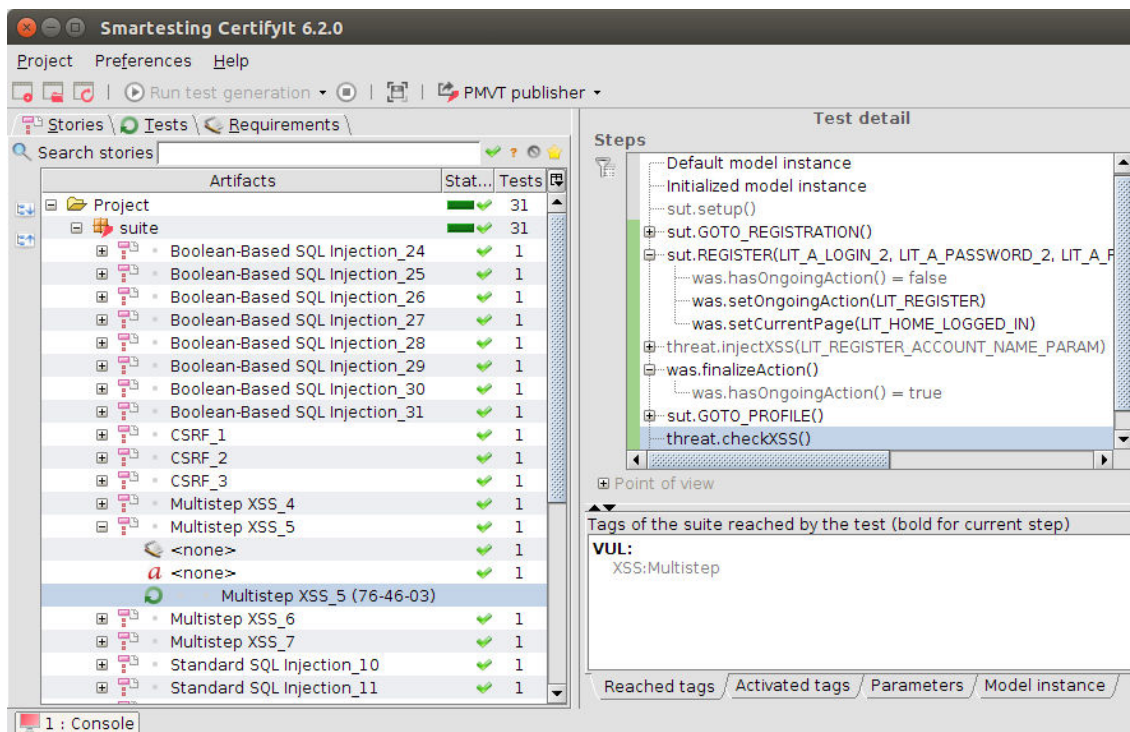 Smartesting CertifyIt 6.2.0
Project Preferences Help
Run test generation PMVT publisher
Stories Tests Requirements
Search stories
Artifacts Stat... Tests
Project 31
suite 31
Boolean-Based SQL Injection_24 1
Boolean-Based SQL Injection_25 1
Boolean-Based SQL Injection_26 1
Boolean-Based SQL Injection_27 1
Boolean-Based SQL Injection_28 1
Boolean-Based SQL Injection_29 1
Boolean-Based SQL Injection_30 1
Boolean-Based SQL Injection_31 1
CSRF_1 1
CSRF_2 1
CSRF_3 1
Multistep XSS_4 1
Multistep XSS_5 1
<none> 1
a <none> 1
Multistep XSS_5 (76-46-03)
Multistep XSS_6 1
Multistep XSS_7 1
Standard SQL Injection_10 1
Standard SQL Injection_11 1
1 : Console
Test detail
Steps
Default model instance
Initialized model instance
sut.setup()
sut.GOTO_REGISTRATION()
sut.REGISTER(LIT_A_LOGIN_2, LIT_A_PASSWORD_2, LIT_A_F
was.hasOngoingAction() = false
was.setOngoingAction(LIT_REGISTER)
was.setCurrentPage(LIT_HOME_LOGGED_IN)
threat.injectXSS(LIT_REGISTER_ACCOUNT_NAME_PARAM)
was.finalizeAction()
was.hasOngoingAction() = true
sut.GOTO_PROFILE()
threat.checkXSS()
Point of view
Tags of the suite reached by the test (bold for current step)
VUL:
XSS:Multistep
Reached tags Activated tags Parameters Model instance